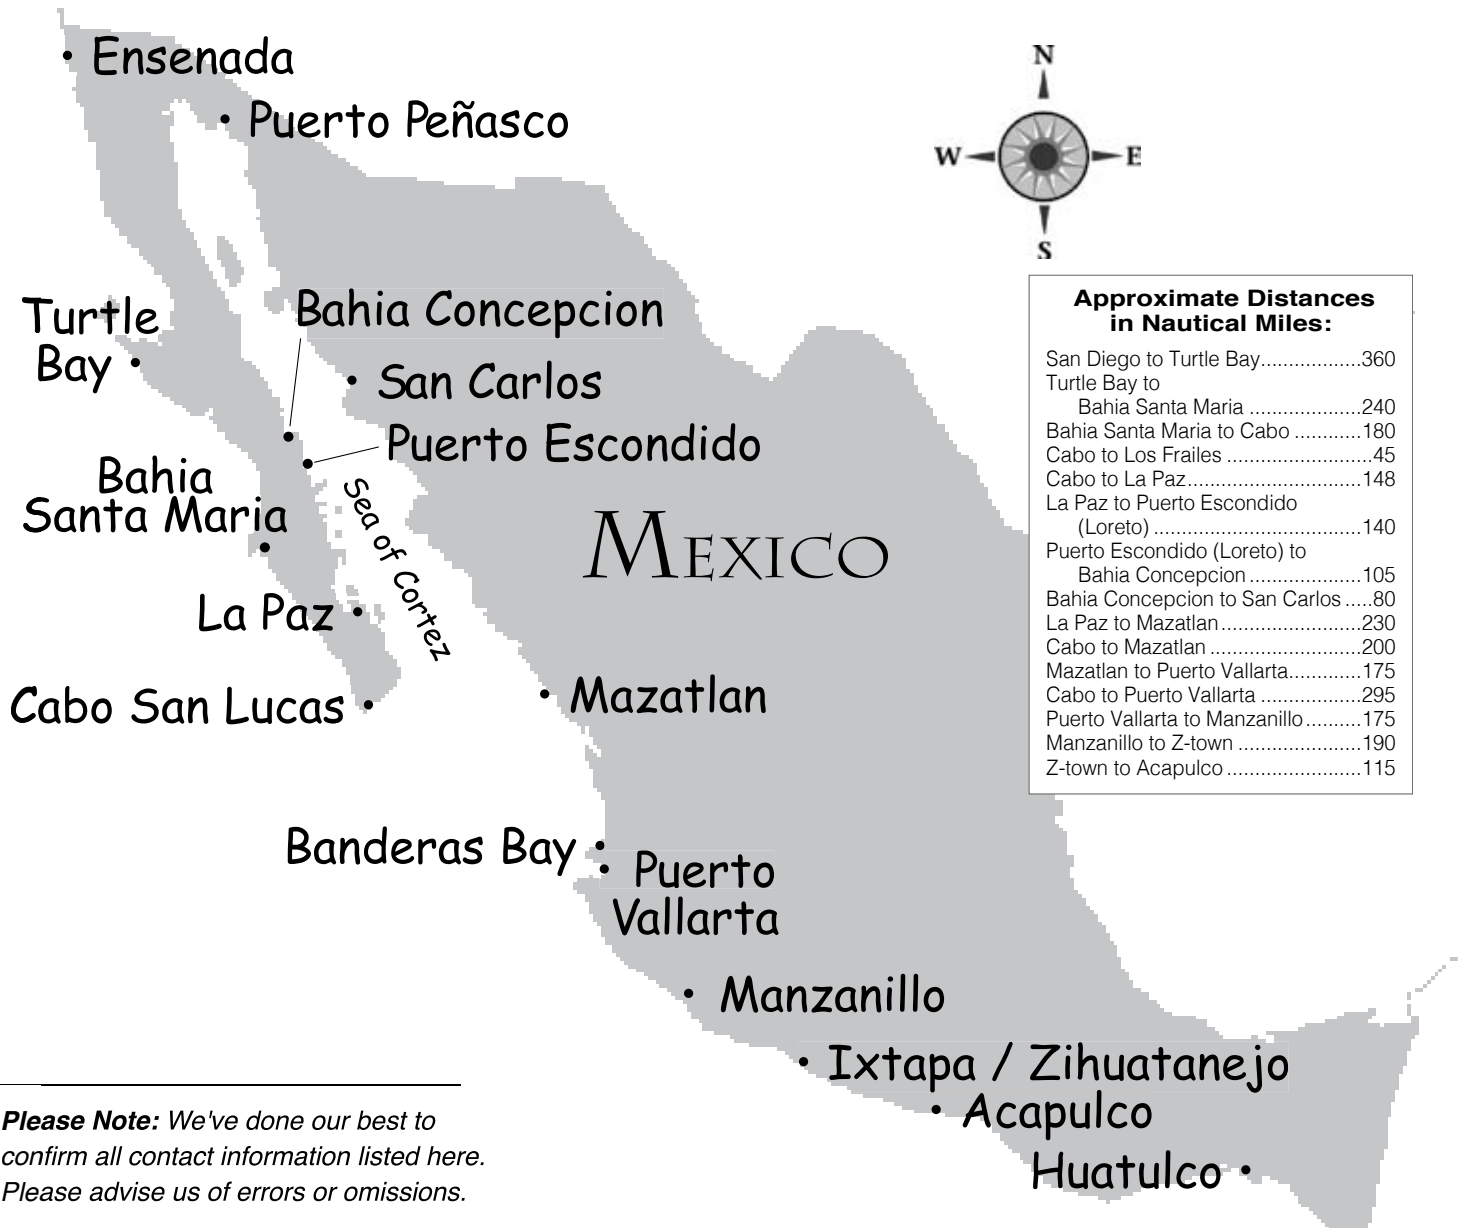 Ensenada
Puerto Peñasco
N
W
E
S
Turtle
Bay
Bahia Concepcion
San Carlos
Puerto Escondido
Bahia
Santa Maria
Sea of Cortez
MEXICO
La Paz
Cabo San Lucas
Mazatlan
Banderas Bay
Puerto
Vallarta
Manzanillo
Ixtapa / Zihuatanejo
Acapulco
Huatulco
Approximate Distances
in Nautical Miles:
San Diego to Turtle Bay..................360
Turtle Bay to
Bahia Santa Maria ....................240
Bahia Santa Maria to Cabo ............180
Cabo to Los Frailes ..........................45
Cabo to La Paz...............................148
La Paz to Puerto Escondido
(Loreto) .....................................140
Puerto Escondido (Loreto) to
Bahia Concepcion ....................105
Bahia Concepcion to San Carlos .....80
La Paz to Mazatlan.........................230
Cabo to Mazatlan ...........................200
Mazatlan to Puerto Vallarta.............175
Cabo to Puerto Vallarta ..................295
Puerto Vallarta to Manzanillo..........175
Manzanillo to Z-town ......................190
Z-town to Acapulco ........................115
Please Note: We've done our best to
confirm all contact information listed here.
Please advise us of errors or omissions.